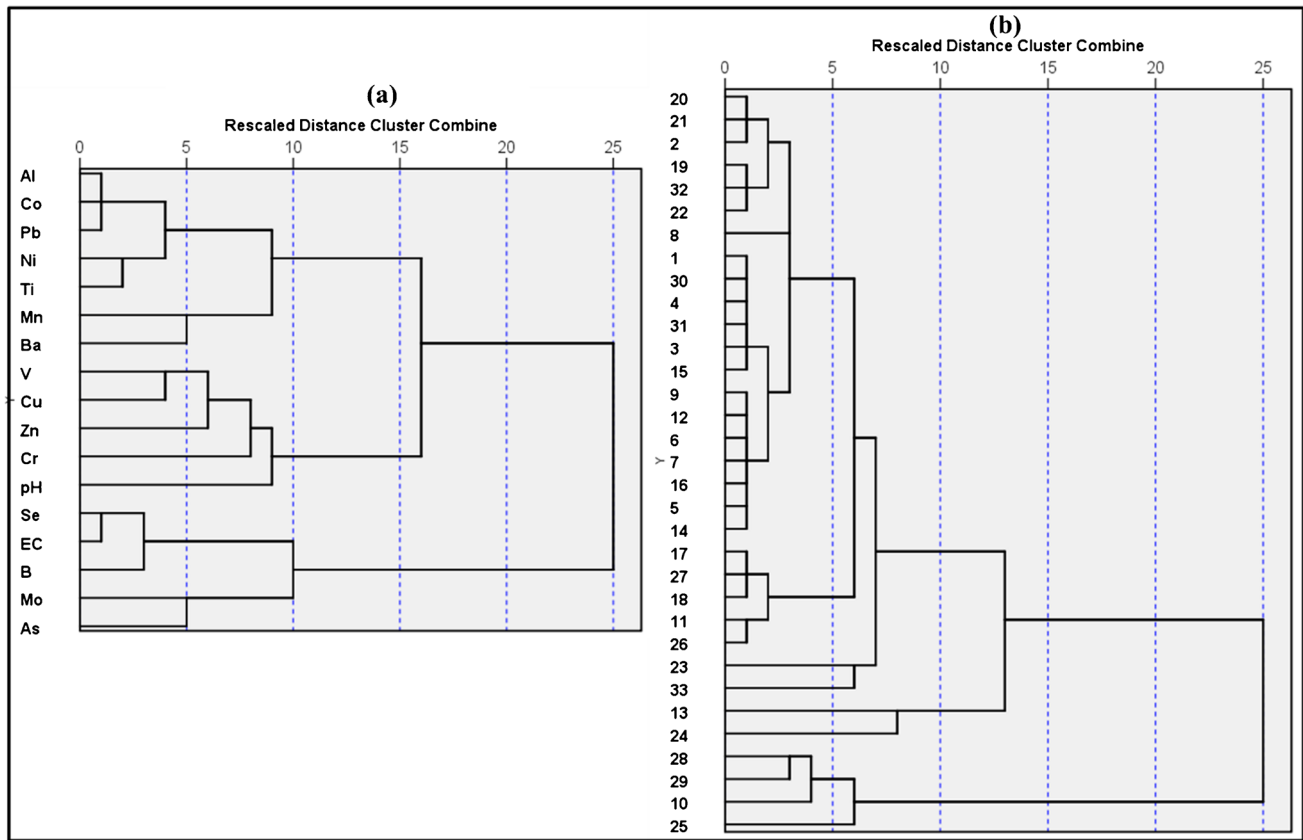 (a)
Rescaled Distance Cluster Combine
0 5 10 15 20 25
Al
Co
Pb
Ni
Ti
Mn
Ba
V
Cu
Zn
Cr
pH
Se
EC
B
Mo
As
Y
(b)
Rescaled Distance Cluster Combine
0 5 10 15 20 25
20
21
2
19
32
22
8
1
30
4
31
3
15
9
12
6
7
16
5
14
17
27
18
11
26
23
33
13
24
28
29
10
25
Y